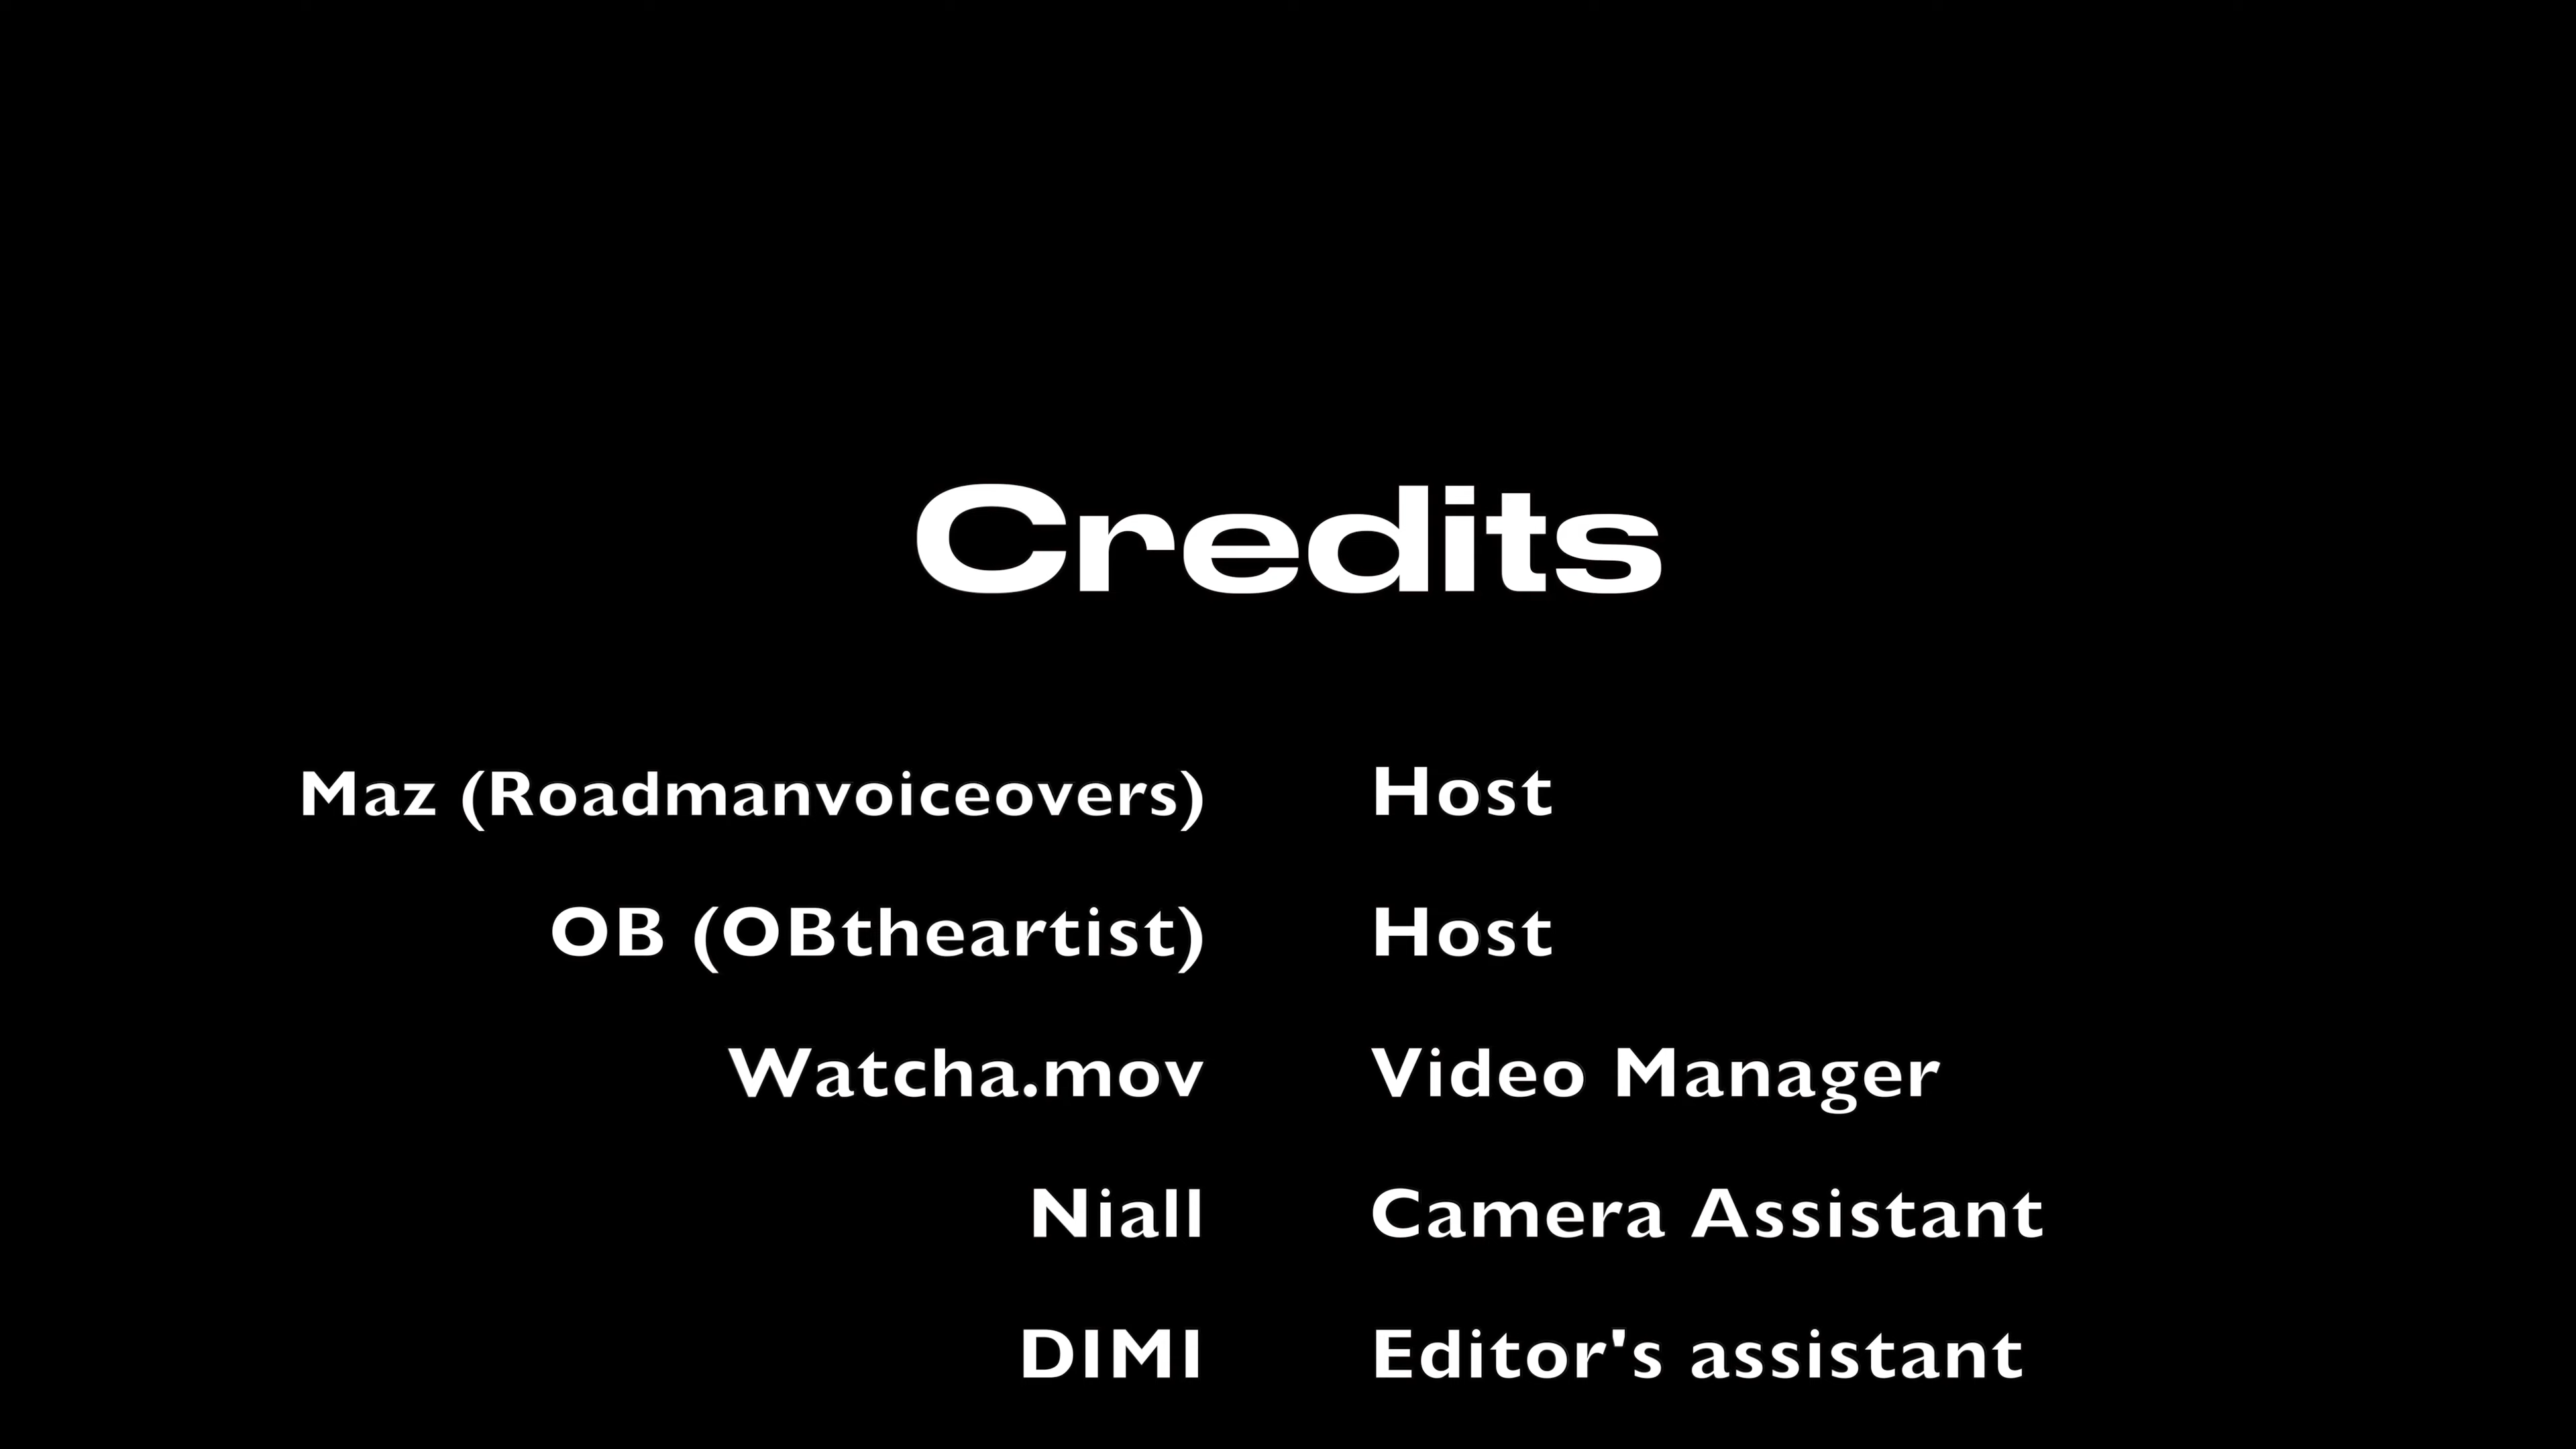 Credits
Maz (Roadmanvoiceovers) Host
OB (OBtheartist) Host
Watcha.mov Video Manager
Niall Camera Assistant
DIMI Editor's assistant